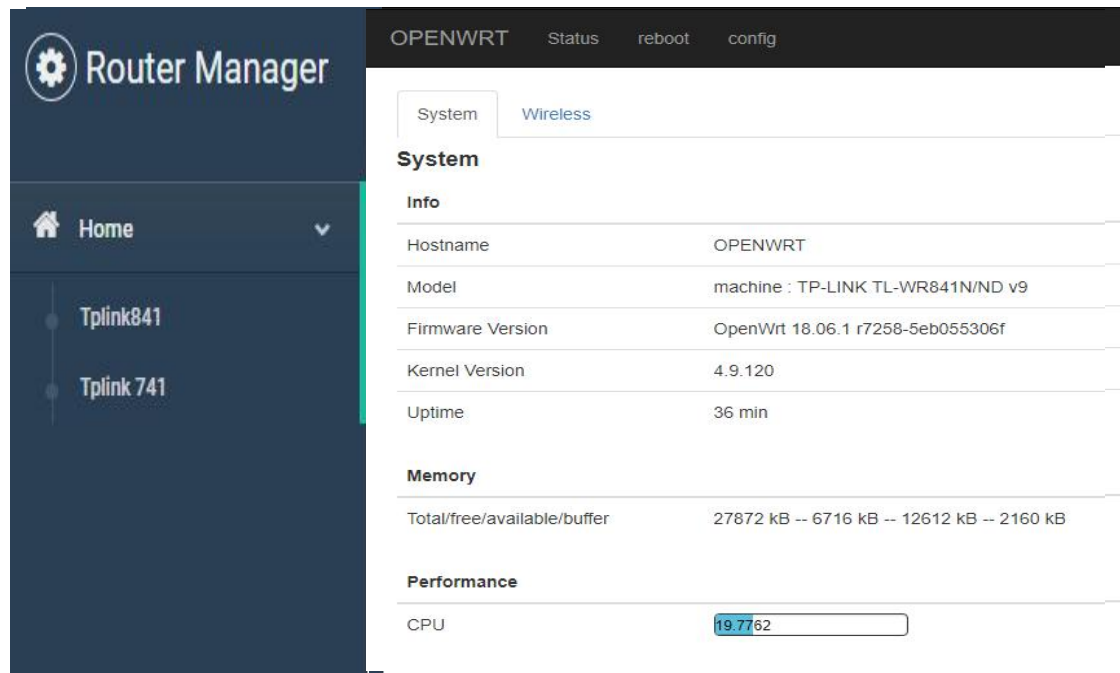 Router Manager
Home
Tplink841
Tplink 741
OPENWRT Status reboot config
System Wireless
System
Info
Hostname OPENWRT
Model machine : TP-LINK TL-WR841N/ND v9
Firmware Version OpenWrt 18.06.1 r7258-5eb055306f
Kernel Version 4.9.120
Uptime 36 min
Memory
Total/free/available/buffer 27872 kB -- 6716 kB -- 12612 kB -- 2160 kB
Performance
CPU 19.7762